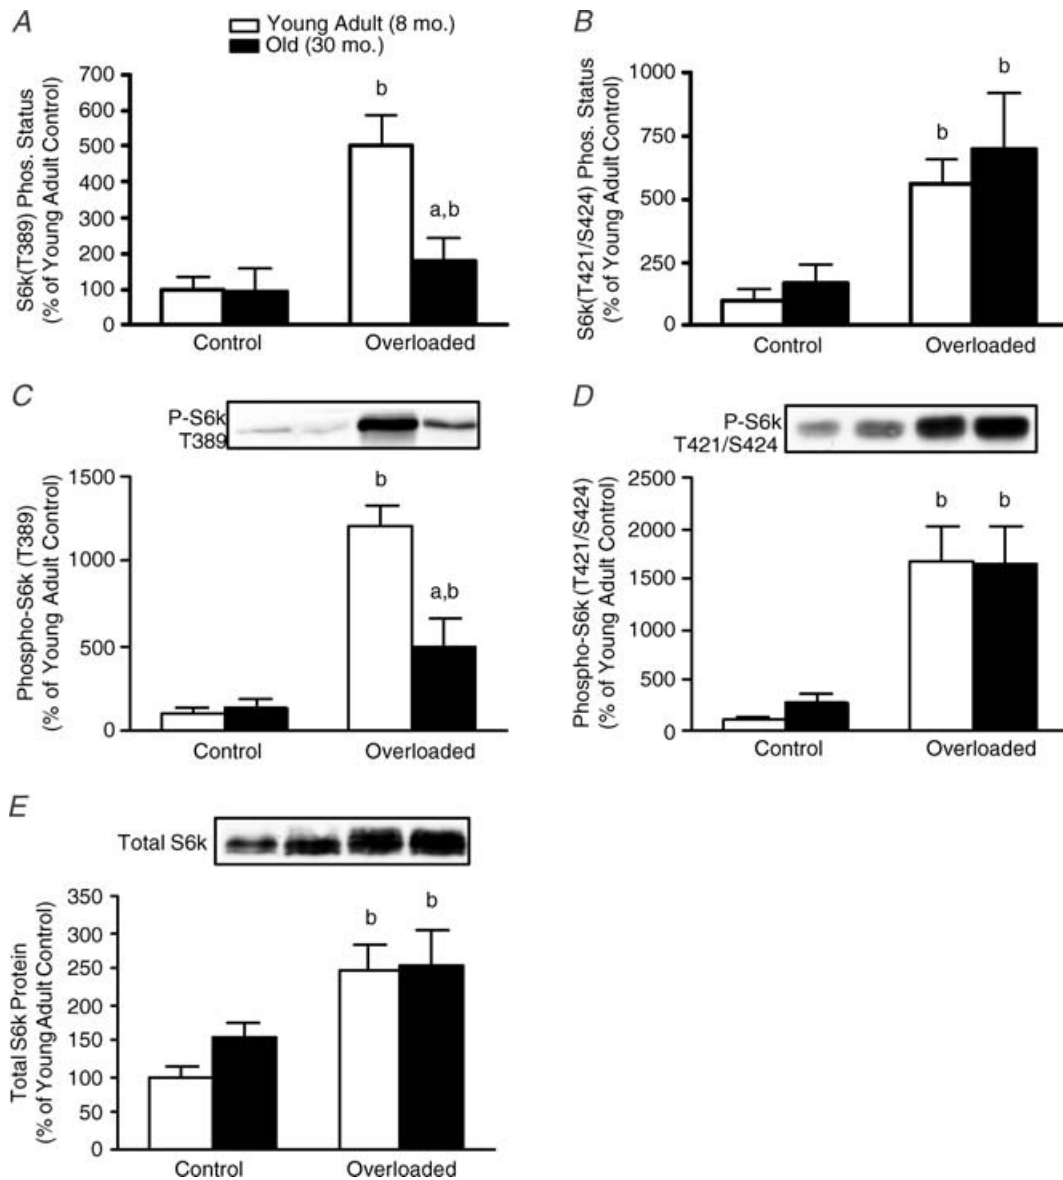 A
Young Adult (8 mo.)
Old (30 mo.)
S6k(T389) Phos. Status
(% of Young Adult Control)
700
600
500
400
300
200
100
0
b
a,b
Control
Overloaded
B
S6k(T421/S424) Phos. Status
(% of Young Adult Control)
1000
750
500
250
0
b
b
Control
Overloaded
C
P-S6k
T389
Phospho-S6k (T389)
(% of Young Adult Control)
1500
1000
500
0
b
a,b
Control
Overloaded
D
P-S6k
T421/S424
Phospho-S6k (T421/S424)
(% of Young Adult Control)
2500
2000
1500
1000
500
0
b
b
Control
Overloaded
E
Total S6k
Total S6k Protein
(% of Young Adult Control)
350
300
250
200
150
100
50
0
b
b
Control
Overloaded